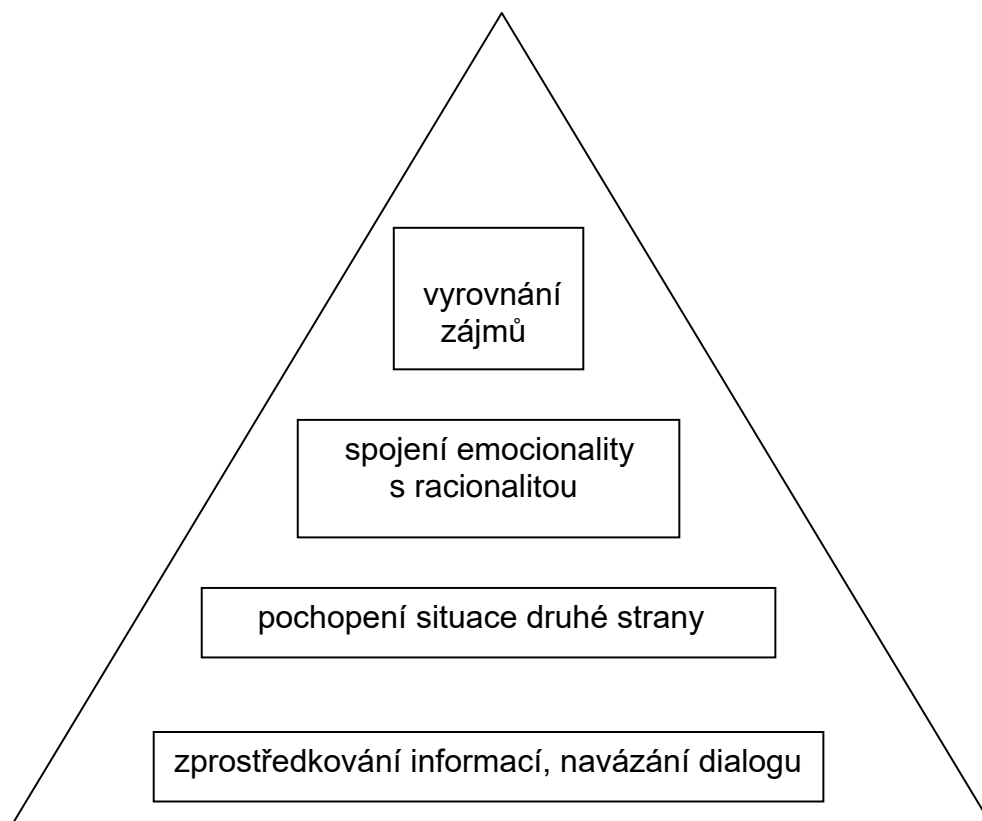 vyrovnání
zájmů
spojení emocionality
s racionalitou
pochopení situace druhé strany
zprostředkování informací, navázání dialogu